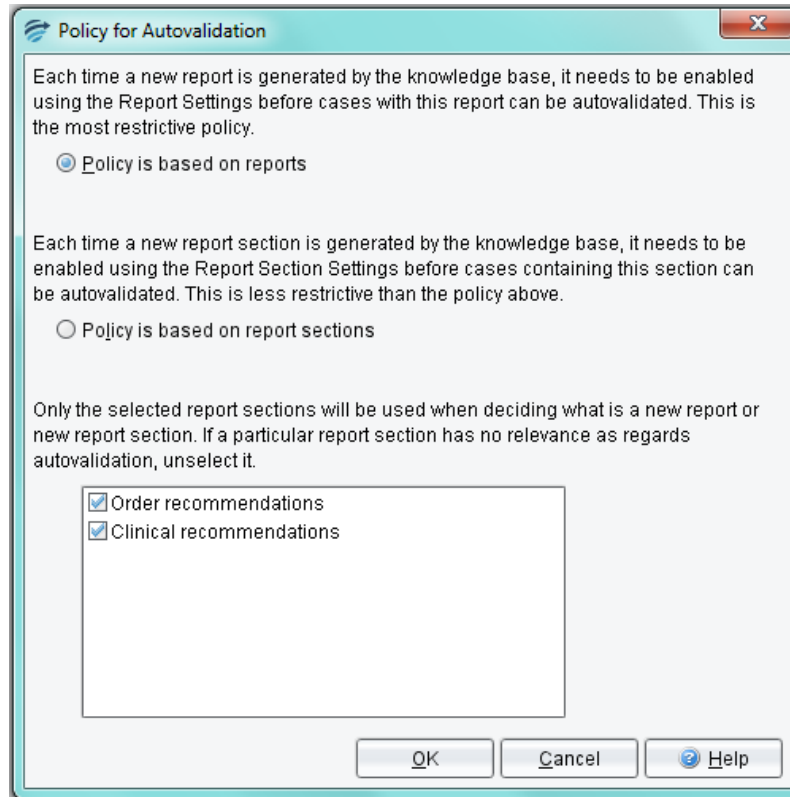 Policy for Autovalidation
Each time a new report is generated by the knowledge base, it needs to be enabled
using the Report Settings before cases with this report can be autovalidated. This is
the most restrictive policy.
Policy is based on reports
Each time a new report section is generated by the knowledge base, it needs to be
enabled using the Report Section Settings before cases containing this section can
be autovalidated. This is less restrictive than the policy above.
Policy is based on report sections
Only the selected report sections will be used when deciding what is a new report or
new report section. If a particular report section has no relevance as regards
autovalidation, unselect it.
Order recommendations
Clinical recommendations
OK Cancel Help